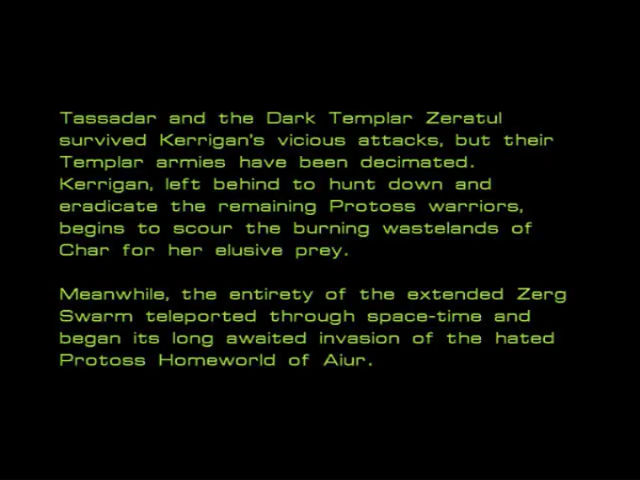 Tassadar and the Dark Templar Zeratul
survived Kerrigan's vicious attacks, but their
Templar armies have been decimated.
Kerrigan, left behind to hunt down and
eradicate the remaining Protoss warriors,
begins to scour the burning wastelands of
Char for her elusive prey.
Meanwhile, the entirety of the extended Zerg
Swarm teleported through space-time and
began its long awaited invasion of the hated
Protoss Homeworld of Aiur.